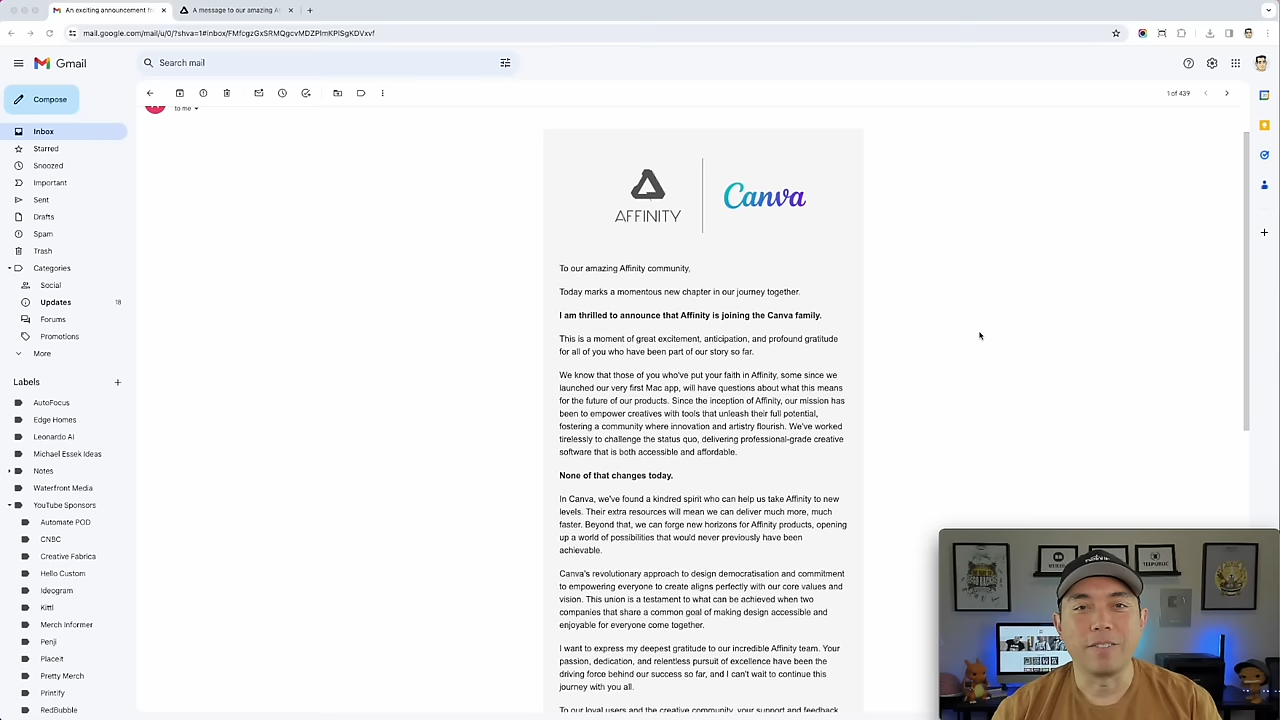 An exciting announcement fr
A message to our amazing Af
mail.google.com/mail/u/0/?shva=1#inbox/FMfcgzGxSRMQgcvMDZPlmKPlSgKDVxvf
Gmail
Search mail
Compose
1 of 439
to me
Inbox
Starred
Snoozed
Important
Sent
Drafts
Spam
Trash
Categories
Social
Updates 18
Forums
Promotions
More
Labels
AutoFocus
Edge Homes
Leonardo AI
Michael Essek Ideas
Notes
Waterfront Media
YouTube Sponsors
Automate POD
CNBC
Creative Fabrica
Hello Custom
Ideogram
Kittl
Merch Informer
Penji
Placeit
Pretty Merch
Printify
RedBubble
AFFINITY
Canva
To our amazing Affinity community,
Today marks a momentous new chapter in our journey together.
I am thrilled to announce that Affinity is joining the Canva family.
This is a moment of great excitement, anticipation, and profound gratitude
for all of you who have been part of our story so far.
We know that those of you who've put your faith in Affinity, some since we
launched our very first Mac app, will have questions about what this means
for the future of our products. Since the inception of Affinity, our mission has
been to empower creatives with tools that unleash their full potential,
fostering a community where innovation and artistry flourish. We've worked
tirelessly to challenge the status quo, delivering professional-grade creative
software that is both accessible and affordable.
None of that changes today.
In Canva, we've found a kindred spirit who can help us take Affinity to new
levels. Their extra resources will mean we can deliver much more, much
faster. Beyond that, we can forge new horizons for Affinity products, opening
up a world of possibilities that would never previously have been
achievable.
Canva's revolutionary approach to design democratisation and commitment
to empowering everyone to create aligns perfectly with our core values and
vision. This union is a testament to what can be achieved when two
companies that share a common goal of making design accessible and
enjoyable for everyone come together.
I want to express my deepest gratitude to our incredible Affinity team. Your
passion, dedication, and relentless pursuit of excellence have been the
driving force behind our success so far, and I can't wait to continue this
journey with you all.
To our loyal users and the creative community, your support and feedback